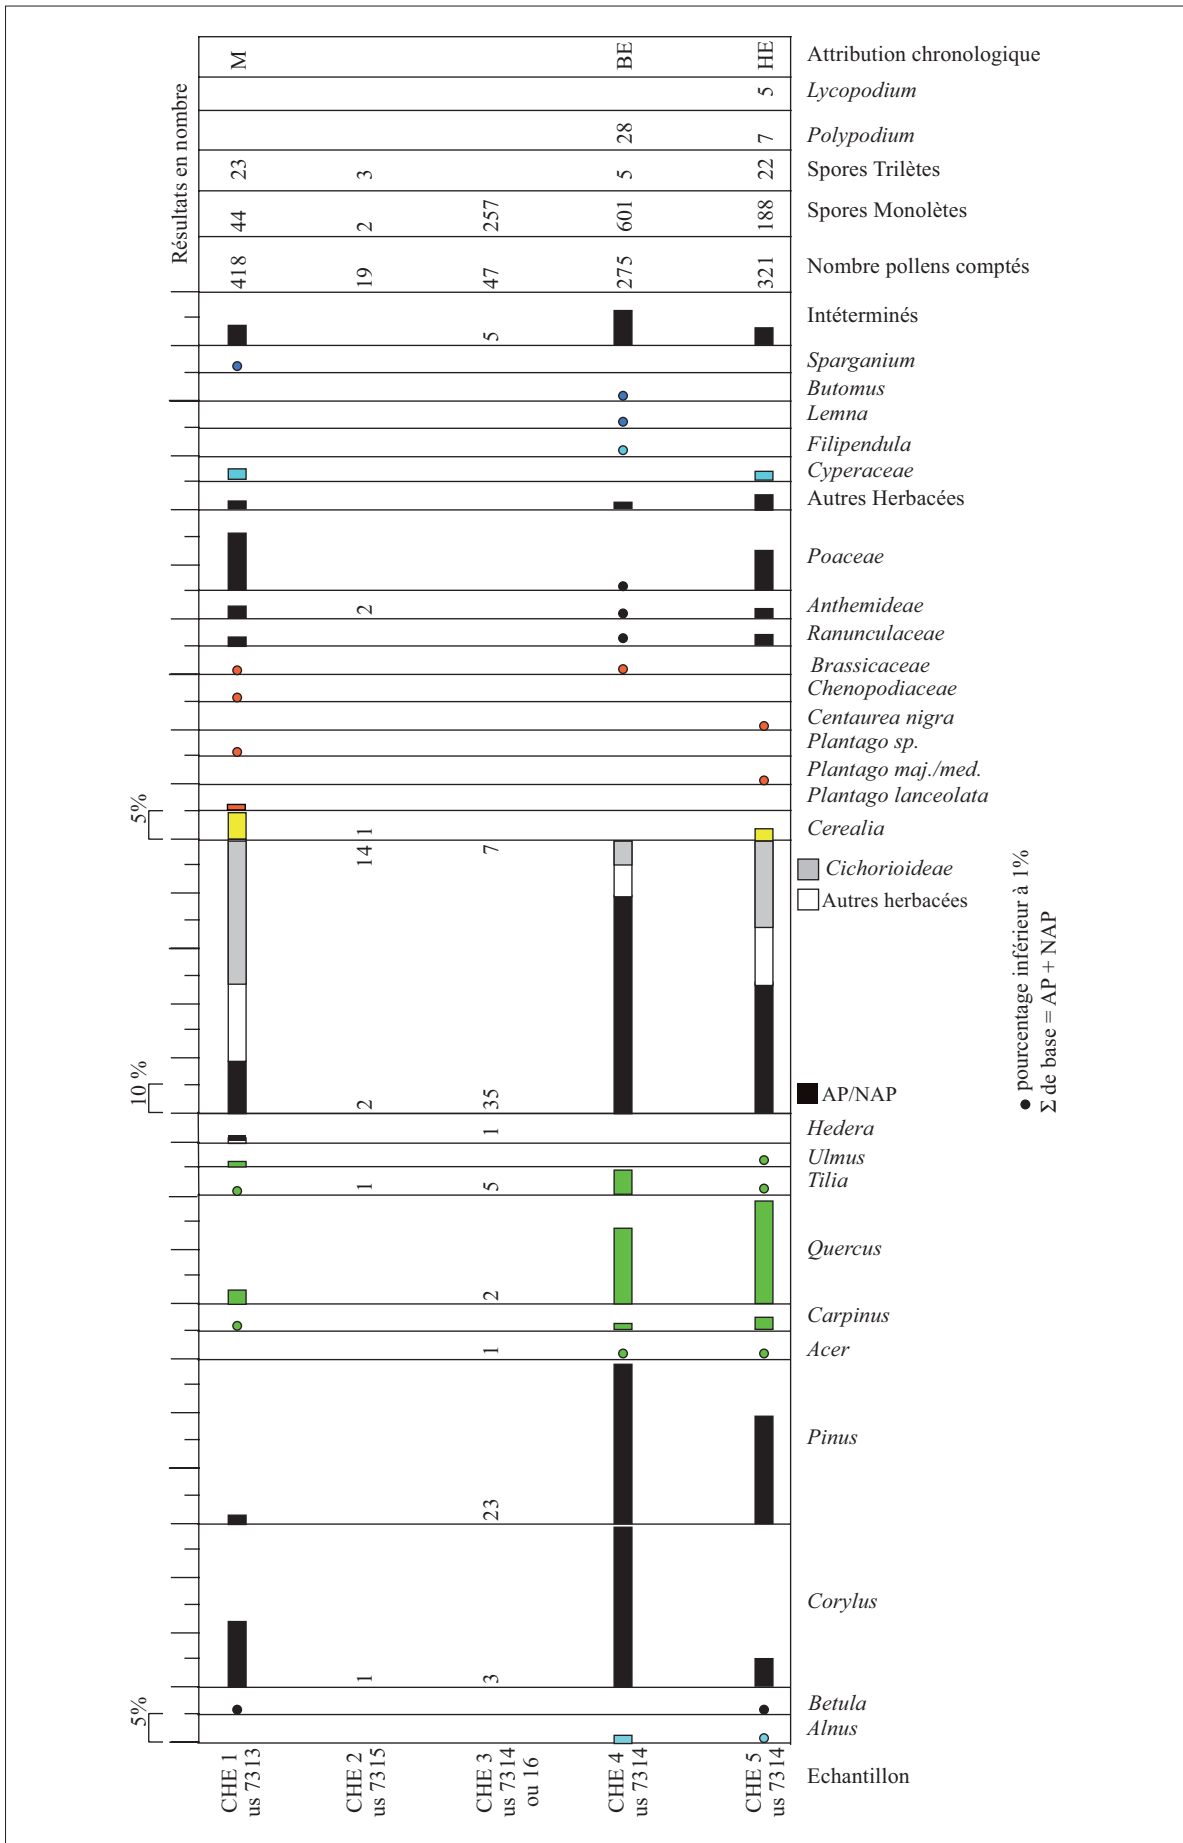 Résultats en nombre
M
BE
HE
Attribution chronologique
5
Lycopodium
28
7
Polypodium
23
3
5
22
Spores Trilètes
44
2
257
601
188
Spores Monolètes
418
19
47
275
321
Nombre pollens comptés
5
Intéterminés
Sparganium
Butomus
Lemna
Filipendula
Cyperaceae
Autres Herbacées
Poaceae
2
Anthemideae
Ranunculaceae
Brassicaceae
Chenopodiaceae
Centaurea nigra
Plantago sp.
Plantago maj./med.
Plantago lanceolata
5%
1
Cerealia
14
7
Cichorioideae
Autres herbacées
10 %
2
35
AP/NAP
● pourcentage inférieur à 1%
Σ de base = AP + NAP
1
Hedera
Ulmus
1
5
Tilia
2
Quercus
Carpinus
1
Acer
23
Pinus
1
3
Corylus
Betula
5%
Alnus
CHE 1
us 7313
CHE 2
us 7315
CHE 3
us 7314
ou 16
CHE 4
us 7314
CHE 5
us 7314
Echantillon